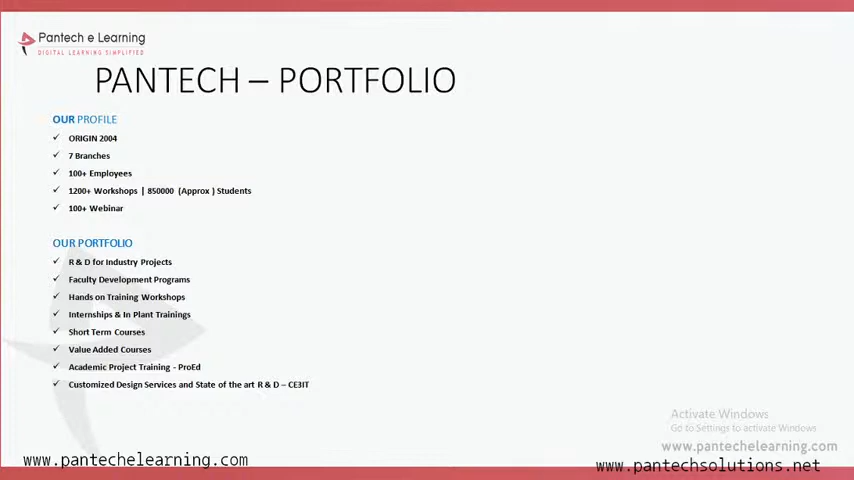 Pantech e Learning
DIGITAL LEARNING SIMPLIFIED
PANTECH – PORTFOLIO
OUR PROFILE
✓ ORIGIN 2004
✓ 7 Branches
✓ 100+ Employees
✓ 1200+ Workshops | 850000 (Approx ) Students
✓ 100+ Webinar
OUR PORTFOLIO
✓ R & D for Industry Projects
✓ Faculty Development Programs
✓ Hands on Training Workshops
✓ Internships & In Plant Trainings
✓ Short Term Courses
✓ Value Added Courses
✓ Academic Project Training - ProEd
✓ Customized Design Services and State of the art R & D – CE3IT
Activate Windows
Go to Settings to activate Windows
www.pantechelearning.com
www.pantechelearning.com
www.pantechsolutions.net